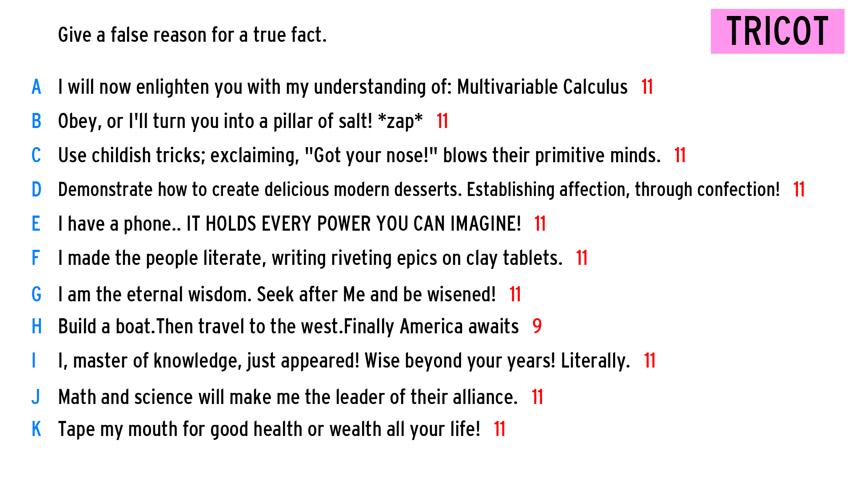 Give a false reason for a true fact.
TRICOT
A I will now enlighten you with my understanding of: Multivariable Calculus 11
B Obey, or I'll turn you into a pillar of salt! *zap* 11
C Use childish tricks; exclaiming, "Got your nose!" blows their primitive minds. 11
D Demonstrate how to create delicious modern desserts. Establishing affection, through confection! 11
E I have a phone.. IT HOLDS EVERY POWER YOU CAN IMAGINE! 11
F I made the people literate, writing riveting epics on clay tablets. 11
G I am the eternal wisdom. Seek after Me and be wisened! 11
H Build a boat.Then travel to the west.Finally America awaits 9
I I, master of knowledge, just appeared! Wise beyond your years! Literally. 11
J Math and science will make me the leader of their alliance. 11
K Tape my mouth for good health or wealth all your life! 11